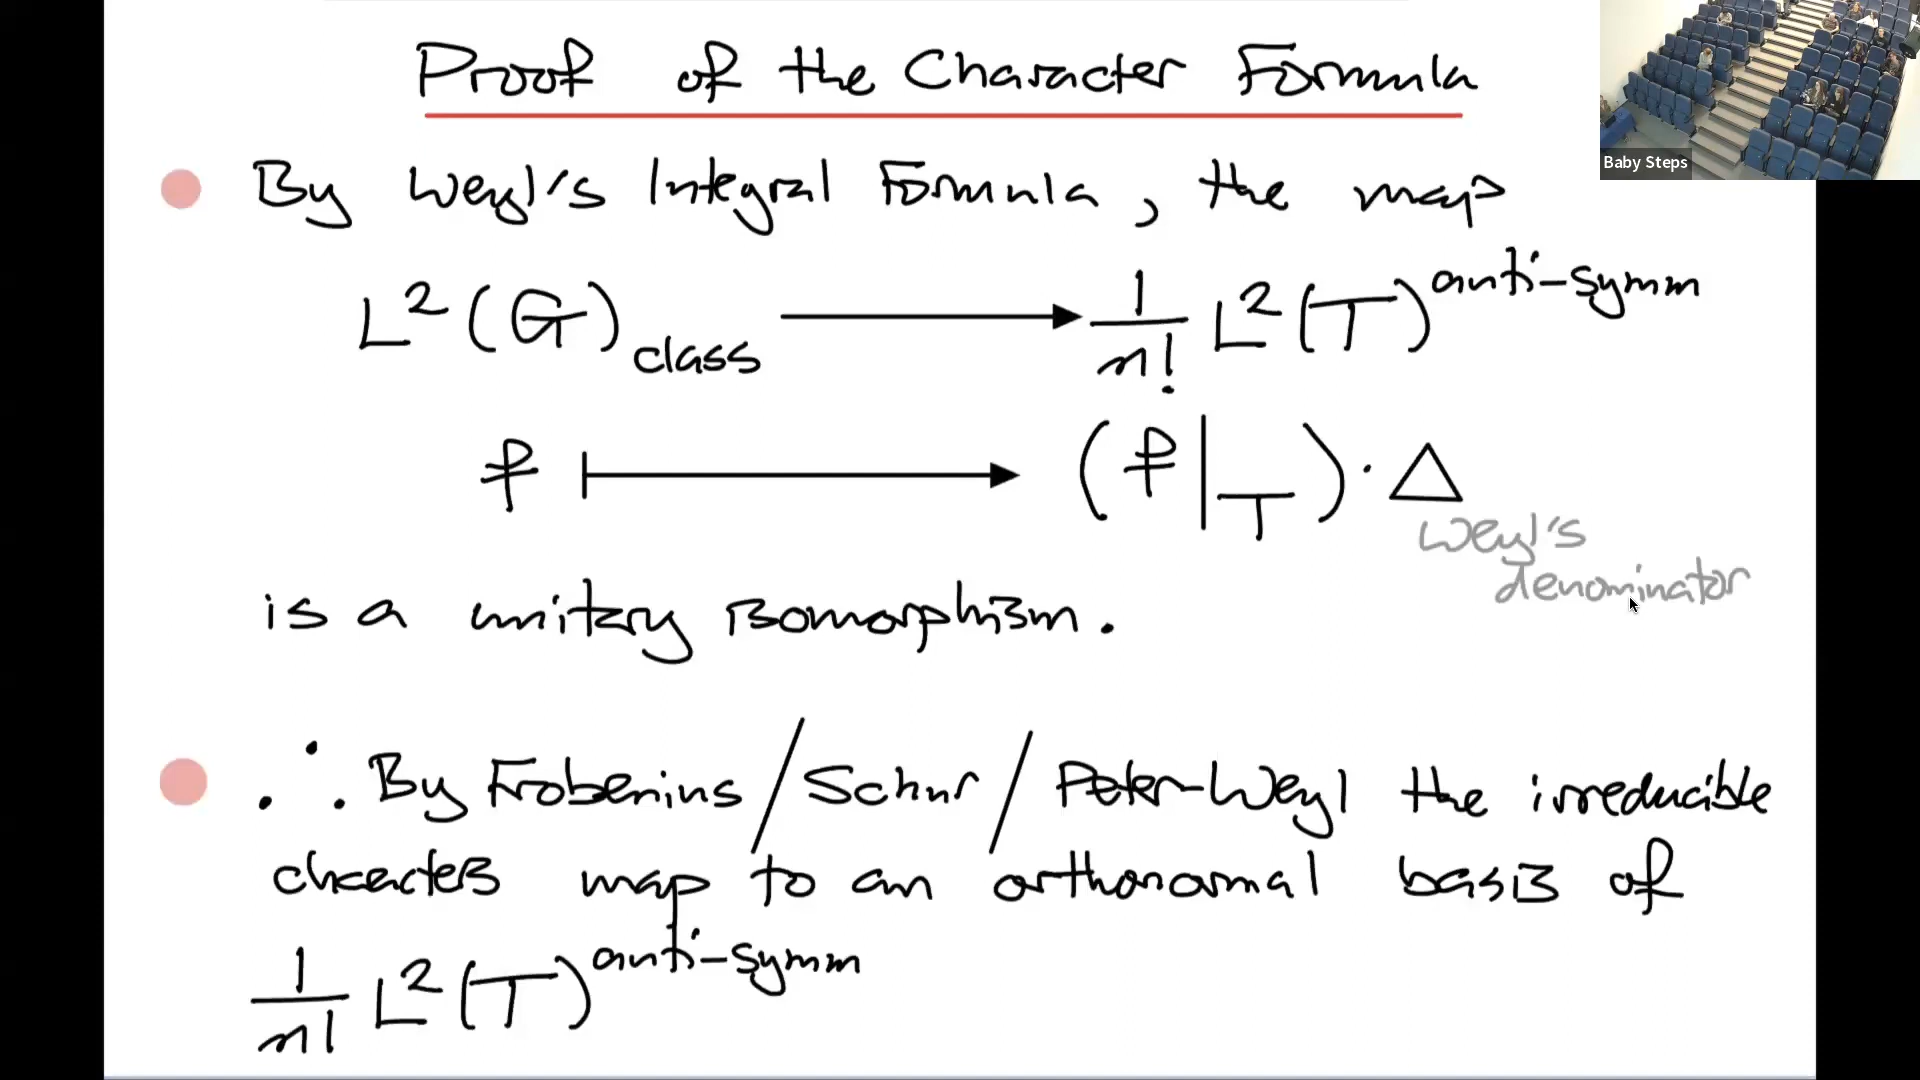 Proof of the Character Formula
Baby Steps
By Weyl's Integral Formula, the map
L²(G)class → 1/n! L²(T)^anti-symm
f ↦ (f|T)·△
Weyl's
denominator
is a unitary isomorphism.
∴ By Frobenius/Schur/Peter-Weyl the irreducible
characters map to an orthonormal basis of
1/n! L²(T)^anti-symm